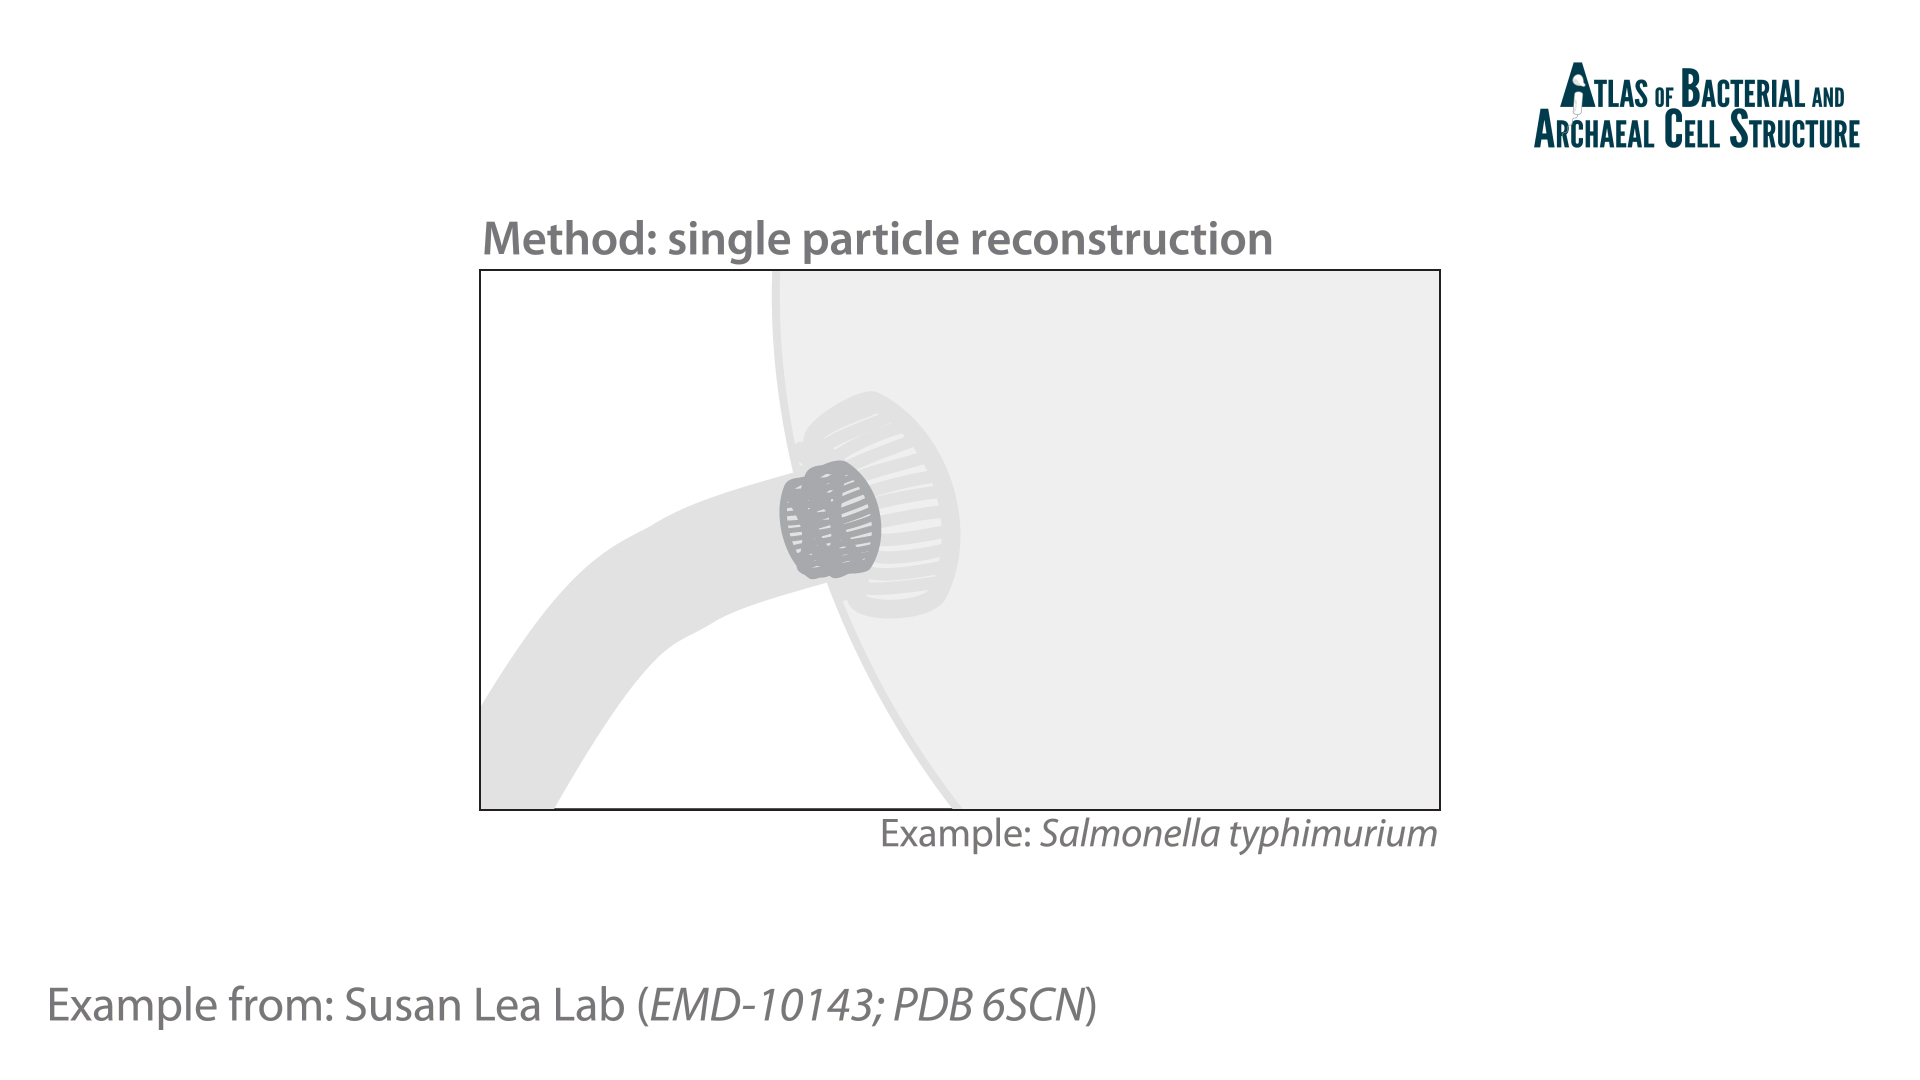 ATLAS OF BACTERIAL AND
ARCHAEAL CELL STRUCTURE
Method: single particle reconstruction
Example: Salmonella typhimurium
Example from: Susan Lea Lab (EMD-10143; PDB 6SCN)